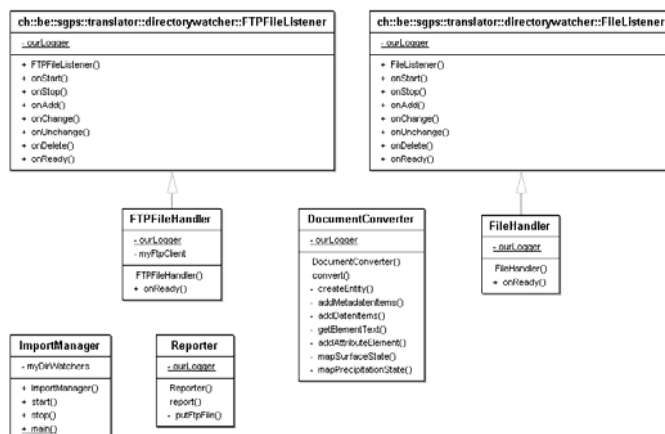 ch::be::sgps::translator::directorywatcher::FTPFileListener
- ourLogger
+ FTPFileListener()
+ onStart()
+ onStop()
+ onAdd()
+ onChange()
+ onUnchange()
+ onDelete()
+ onReady()
ch::be::sgps::translator::directorywatcher::FileListener
- ourLogger
+ FileListener()
+ onStart()
+ onStop()
+ onAdd()
+ onChange()
+ onUnchange()
+ onDelete()
+ onReady()
FTPFileHandler
- ourLogger
- myFtpClient
FTPFileHandler()
+ onReady()
DocumentConverter
- ourLogger
DocumentConverter()
convert()
- createEntity()
- addMetadatenItems()
- addDatenItems()
- getElementText()
- addAttributeElement()
- mapSurfaceState()
- mapPrecipitationState()
FileHandler
- ourLogger
FileHandler()
+ onReady()
ImportManager
- myDirWatchers
+ ImportManager()
+ start()
+ stop()
+ main()
Reporter
- ourLogger
Reporter()
report()
- putFtpFile()